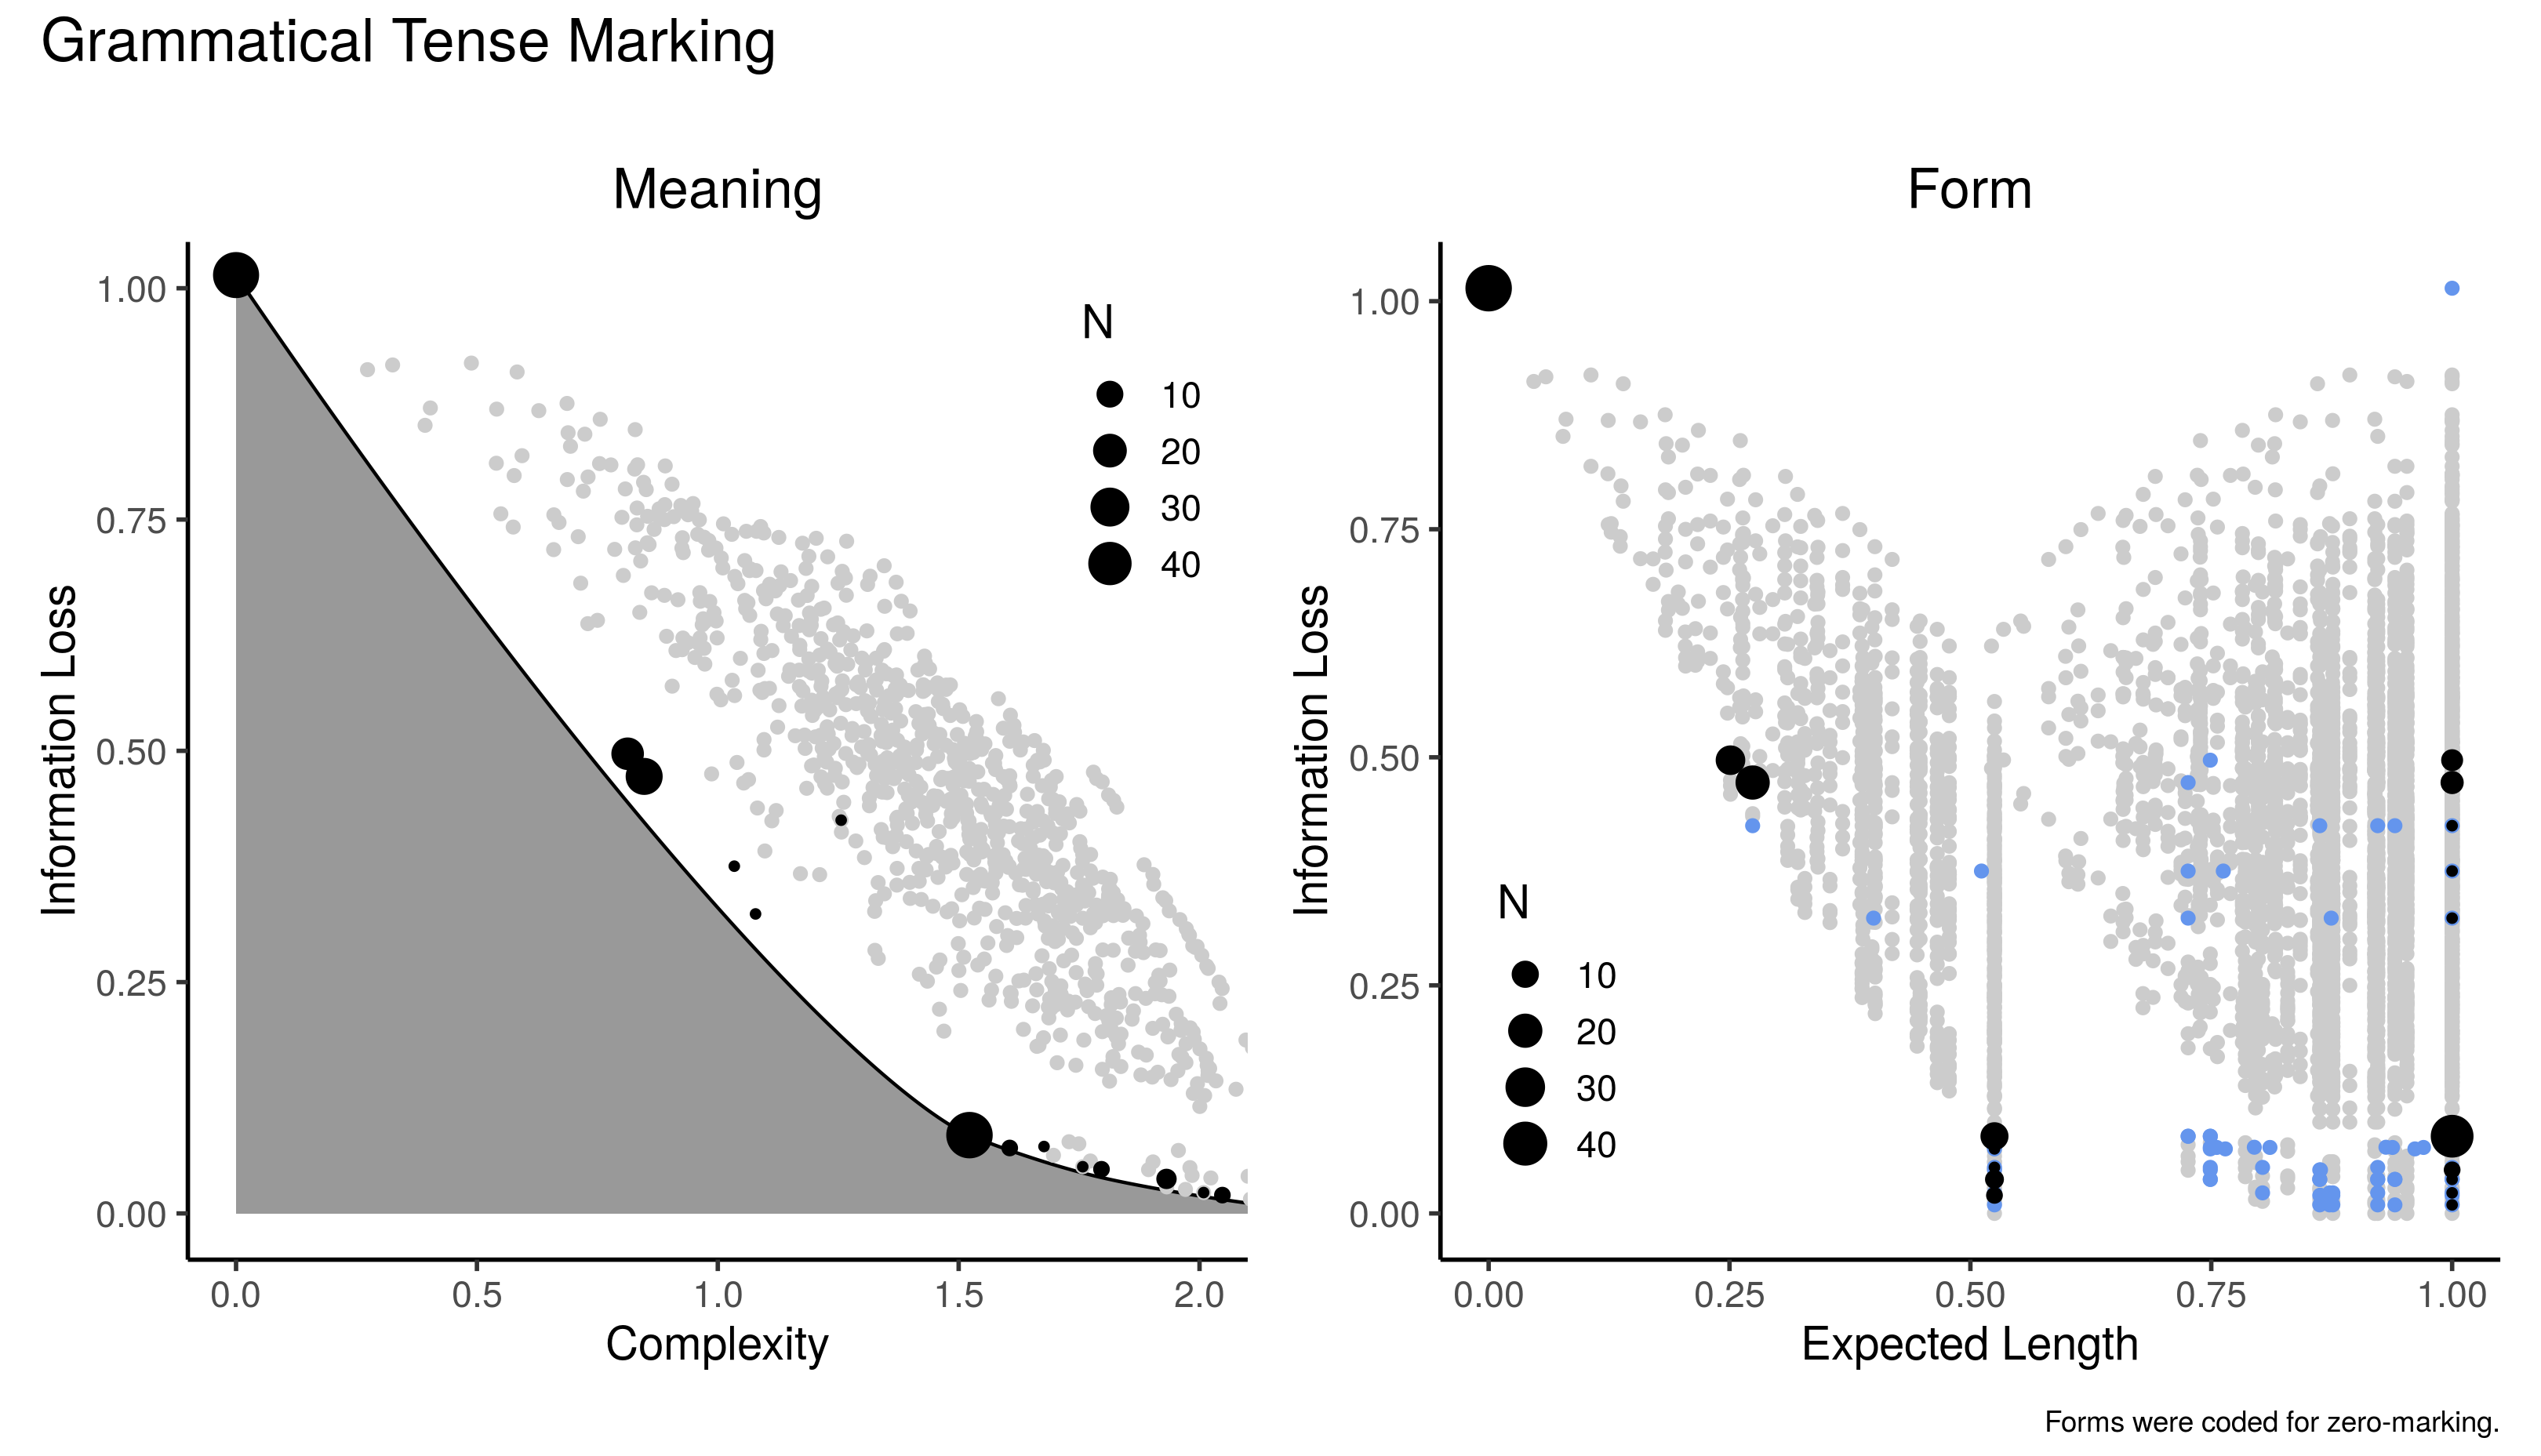 Grammatical Tense Marking
Meaning
Information Loss
1.00
0.75
0.50
0.25
0.00
0.0 0.5 1.0 1.5 2.0
Complexity
N
10
20
30
40
Form
Information Loss
1.00
0.75
0.50
0.25
0.00
0.00 0.25 0.50 0.75 1.00
Expected Length
N
10
20
30
40
Forms were coded for zero-marking.